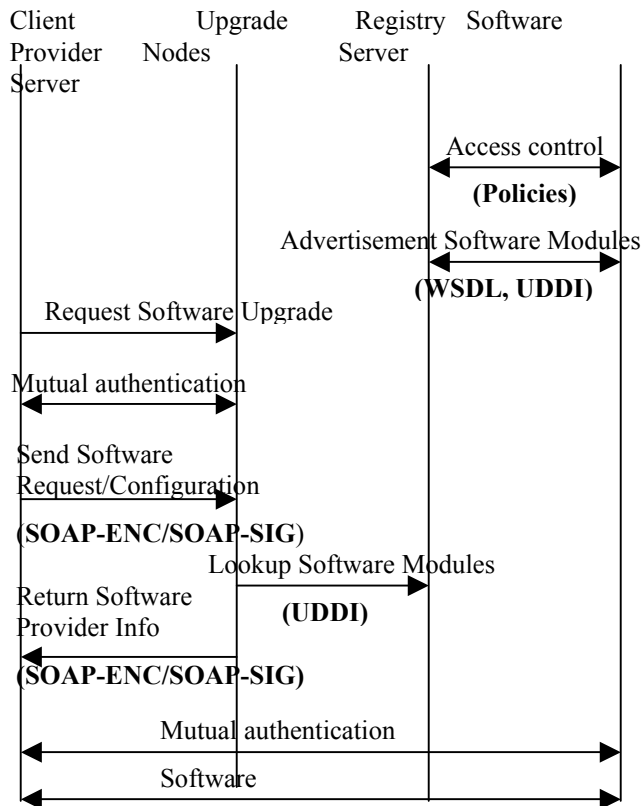 Client Upgrade Registry Software
Provider Nodes Server
Server
Access control
(Policies)
Advertisement Software Modules
(WSDL, UDDI)
Request Software Upgrade
Mutual authentication
Send Software
Request/Configuration
(SOAP-ENC/SOAP-SIG)
Lookup Software Modules
(UDDI)
Return Software
Provider Info
(SOAP-ENC/SOAP-SIG)
Mutual authentication
Software